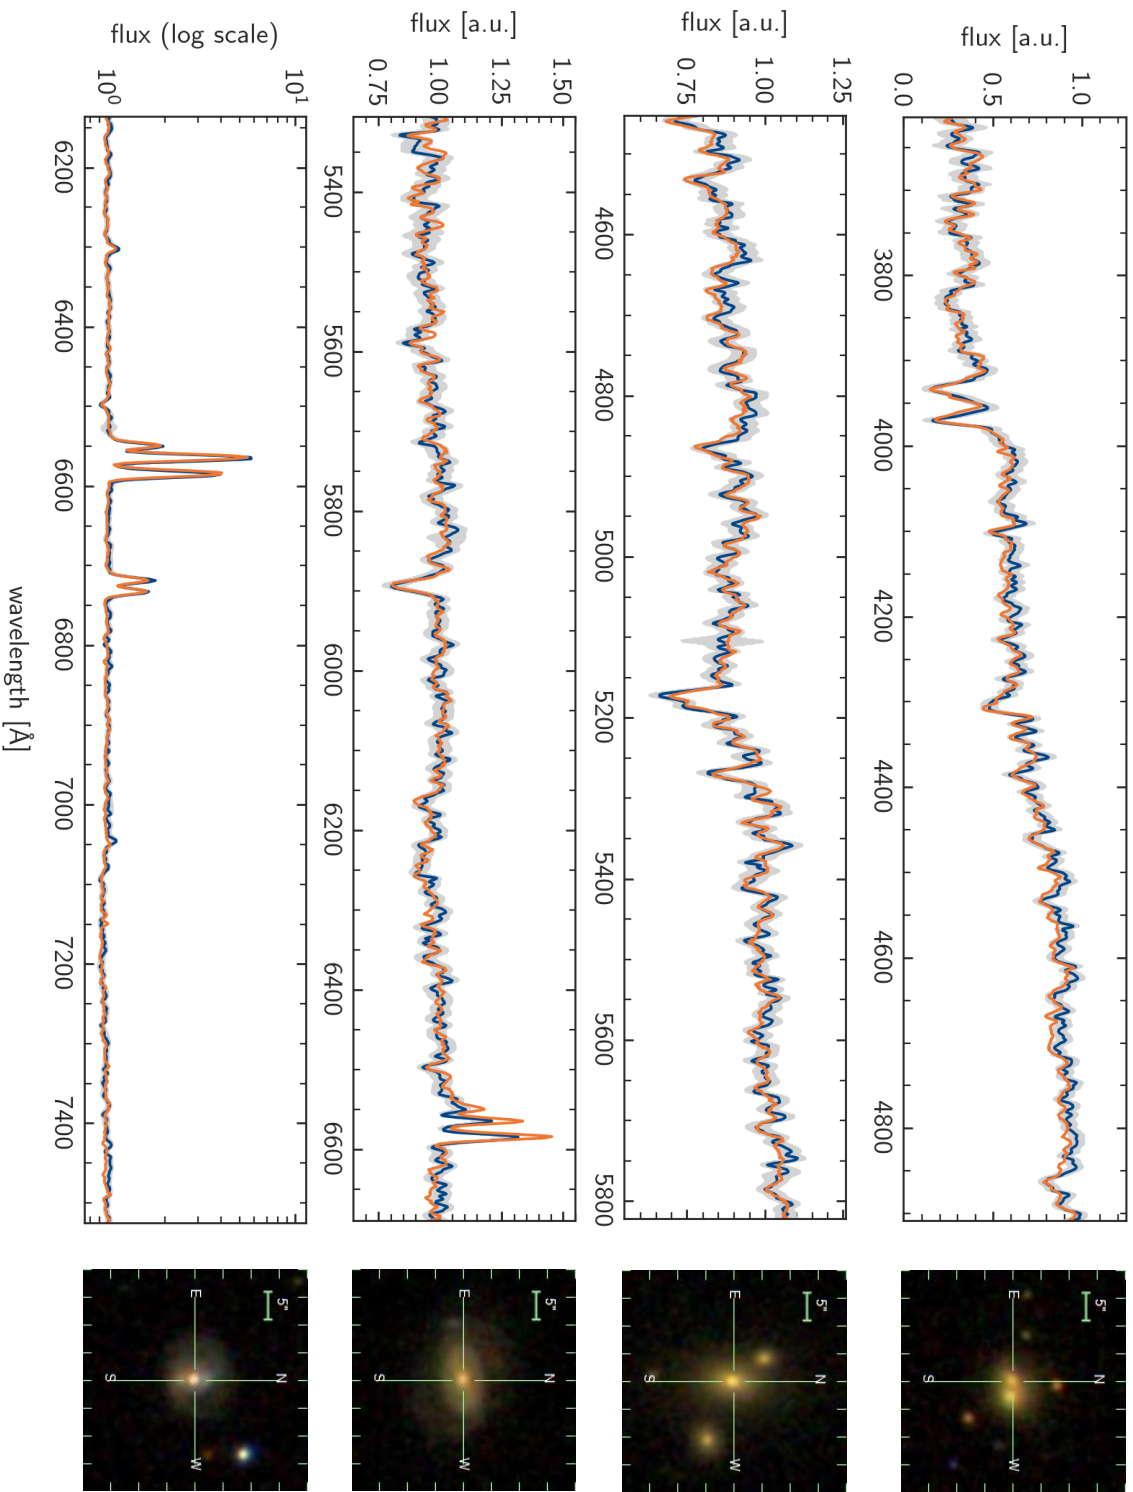 flux [a.u.]
0.0
0.5
1.0
3800
4000
4200
4400
4600
4800
5"
E
N
S
W
flux [a.u.]
0.75
1.00
1.25
4600
4800
5000
5200
5400
5600
5800
5"
E
N
S
W
flux [a.u.]
0.75
1.00
1.25
1.50
5400
5600
5800
6000
6200
6400
6600
5"
E
N
S
W
flux (log scale)
10⁰
10¹
6200
6400
6600
6800
7000
7200
7400
5"
E
N
S
W
wavelength [Å]